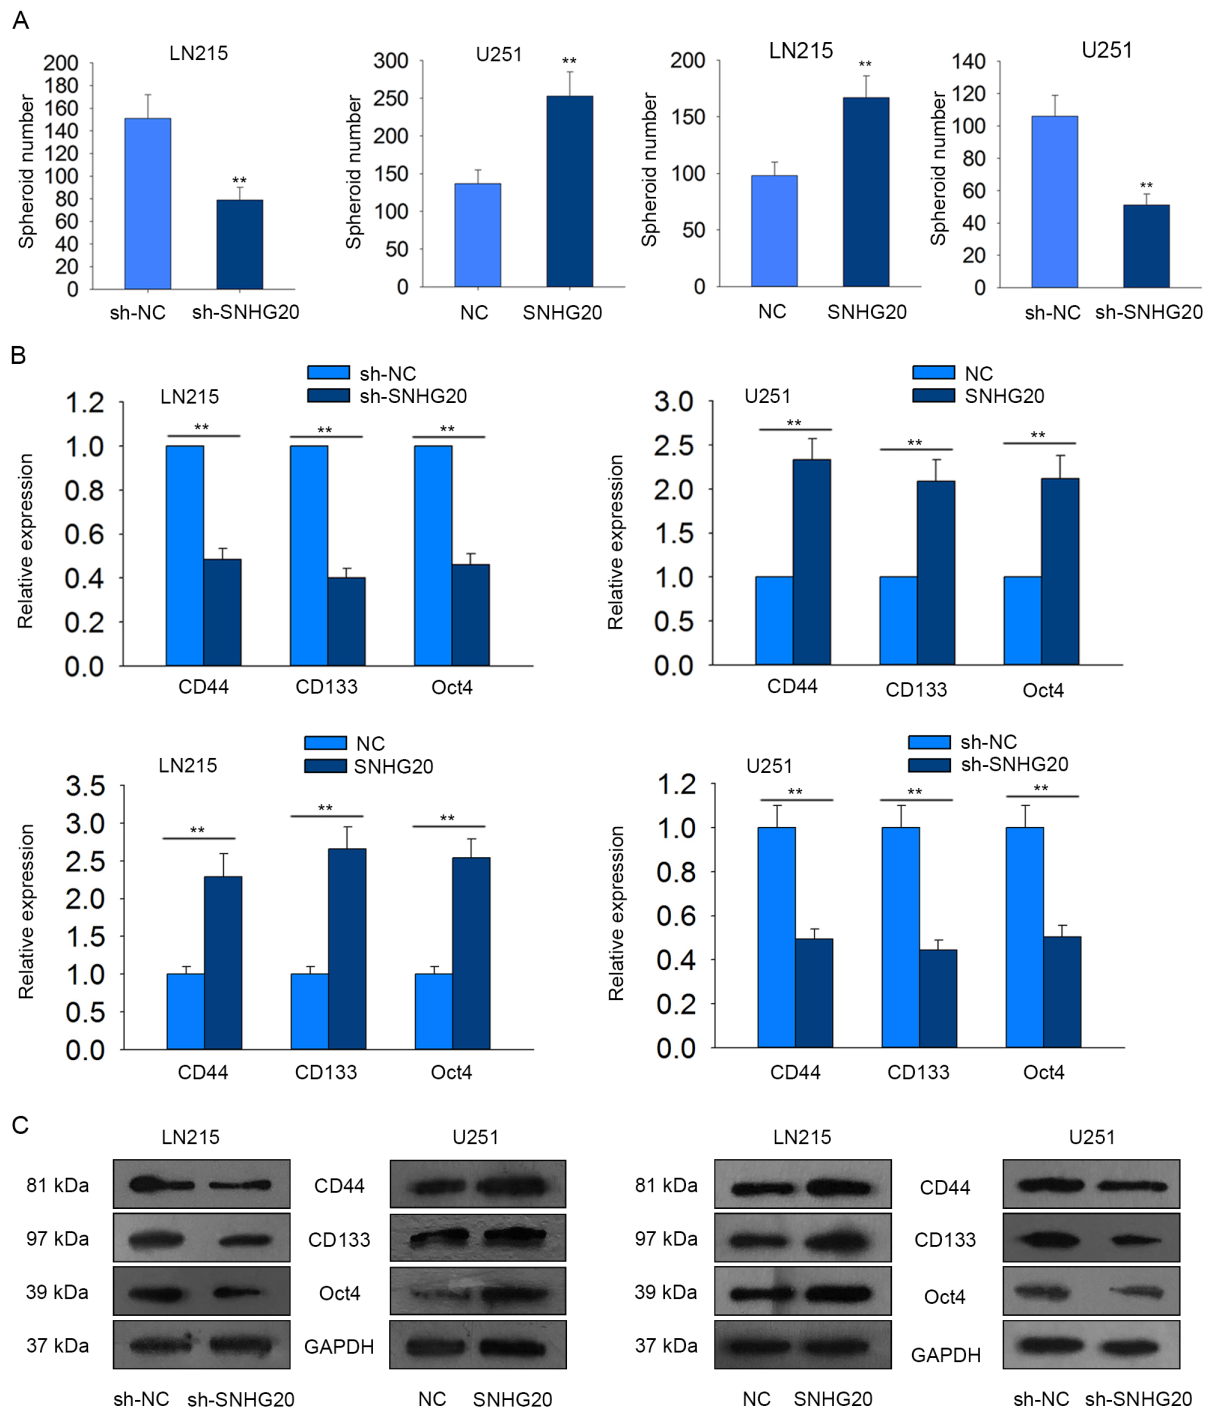 A
LN215
Spheroid number
200
180
160
140
120
100
80
60
40
20
0
**
sh-NC sh-SNHG20
U251
Spheroid number
300
250
200
150
100
50
0
**
NC SNHG20
LN215
Spheroid number
200
150
100
50
0
**
NC SNHG20
U251
Spheroid number
140
120
100
80
60
40
20
0
**
sh-NC sh-SNHG20
B
LN215
sh-NC
sh-SNHG20
Relative expression
1.2
1.0
0.8
0.6
0.4
0.2
0.0
** ** **
CD44 CD133 Oct4
U251
NC
SNHG20
Relative expression
3.0
2.5
2.0
1.5
1.0
0.5
0.0
** ** **
CD44 CD133 Oct4
LN215
NC
SNHG20
Relative expression
3.5
3.0
2.5
2.0
1.5
1.0
0.5
0.0
** ** **
CD44 CD133 Oct4
U251
sh-NC
sh-SNHG20
Relative expression
1.2
1.0
0.8
0.6
0.4
0.2
0.0
** ** **
CD44 CD133 Oct4
C
LN215 U251
81 kDa CD44
97 kDa CD133
39 kDa Oct4
37 kDa GAPDH
sh-NC sh-SNHG20 NC SNHG20
LN215 U251
81 kDa CD44
97 kDa CD133
39 kDa Oct4
37 kDa GAPDH
NC SNHG20 sh-NC sh-SNHG20